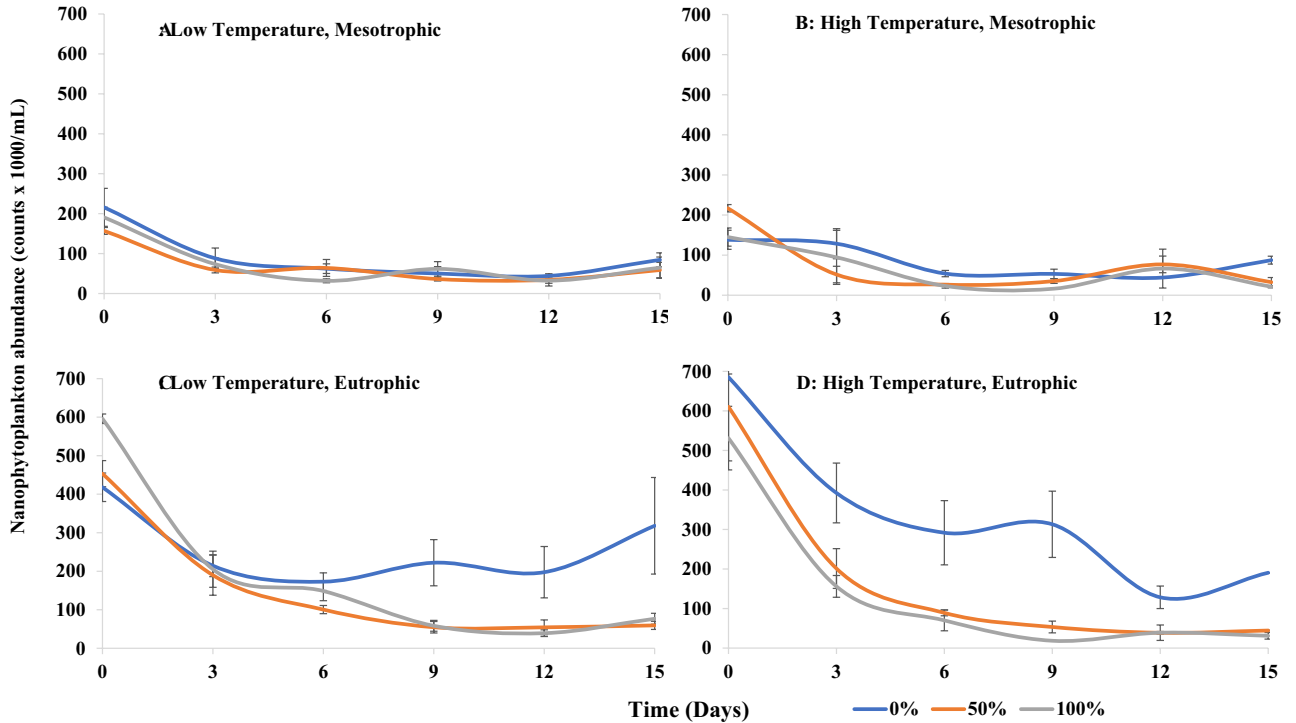 Nanophytoplankton abundance (counts x 1000/mL)
A: Low Temperature, Mesotrophic
700
600
500
400
300
200
100
0
0 3 6 9 12 15
B: High Temperature, Mesotrophic
700
600
500
400
300
200
100
0
0 3 6 9 12 15
C: Low Temperature, Eutrophic
700
600
500
400
300
200
100
0
0 3 6 9 12 15
D: High Temperature, Eutrophic
700
600
500
400
300
200
100
0
0 3 6 9 12 15
Time (Days)
0% 50% 100%